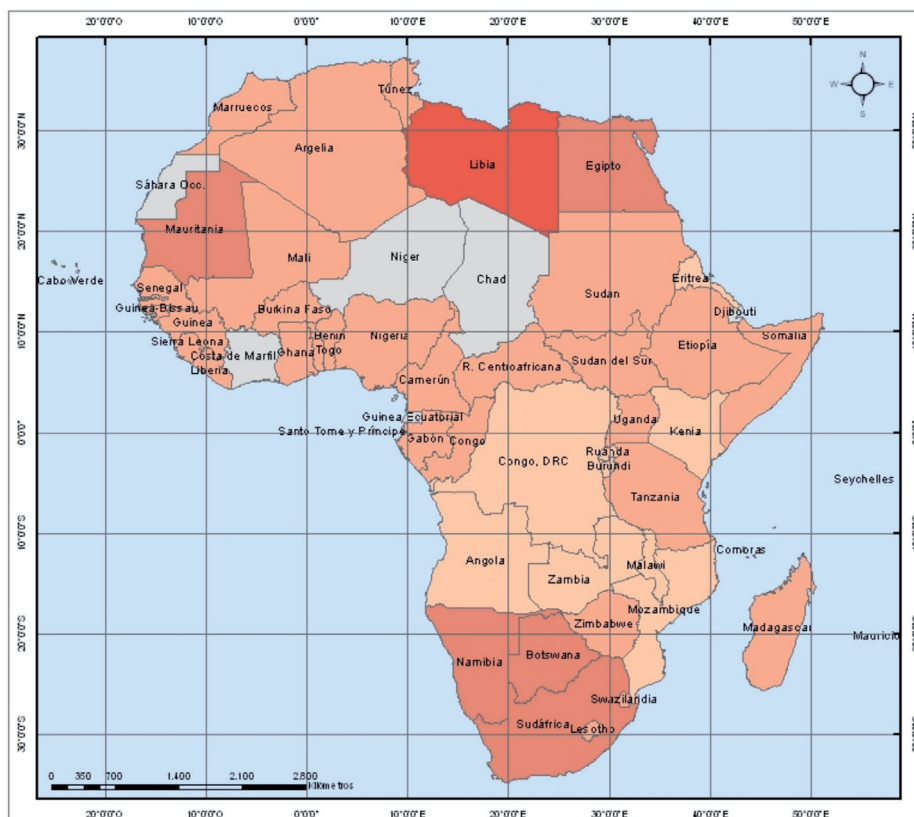 20°0'0"O 10°0'0"O 0°0'0" 10°0'0"E 20°0'0"E 30°0'0"E 40°0'0"E 50°0'0"E
N
W E
S
Túnez
Marruecos
30°0'0"N
Argelia
Libia
Egipto
Sáhara Occ.
20°0'0"N
Mauritania
Mali
Niger
Cabo Verde
Chad
Eritrea
Senegal
Sudan
Burkina Faso
Guinea-Bissau
Djibouti
Guinea
10°0'0"N
Benin
Nigeria
Somalia
Sierra Leona
Etiopía
Costa de Marfil
Ghana
Togo
Sudan del Sur
R. Centioafricana
Liberia
Camerún
Guinea Ecuatorial
Uganda
Kenia
Santo Tome y Príncipe
0°0'0"
Gabón
Congo
Ruanda
Congo, DRC
Burundi
Seychelles
Tanzania
10°0'0"S
Comoras
Angola
Malawi
Zambia
Mozambique
Zimbabwe
Madagascar
20°0'0"S
Mauricio
Namibia
Botswana
Swazilandia
Sudáfrica
Lesotho
30°0'0"S
0 350 700 1.400 2.100 2.800
Kilómetros
20°0'0"O 10°0'0"O 0°0'0" 10°0'0"E 20°0'0"E 30°0'0"E 40°0'0"E 50°0'0"E